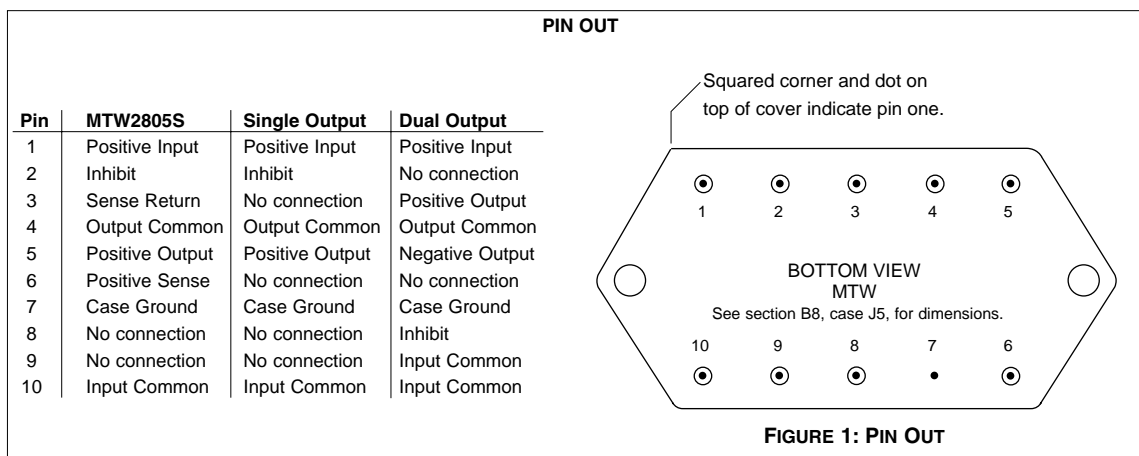 PIN OUT
Pin MTW2805S Single Output Dual Output
1 Positive Input Positive Input Positive Input
2 Inhibit Inhibit No connection
3 Sense Return No connection Positive Output
4 Output Common Output Common Output Common
5 Positive Output Positive Output Negative Output
6 Positive Sense No connection No connection
7 Case Ground Case Ground Case Ground
8 No connection No connection Inhibit
9 No connection No connection Input Common
10 Input Common Input Common Input Common
Squared corner and dot on
top of cover indicate pin one.
1 2 3 4 5
BOTTOM VIEW
MTW
See section B8, case J5, for dimensions.
10 9 8 7 6
FIGURE 1: PIN OUT